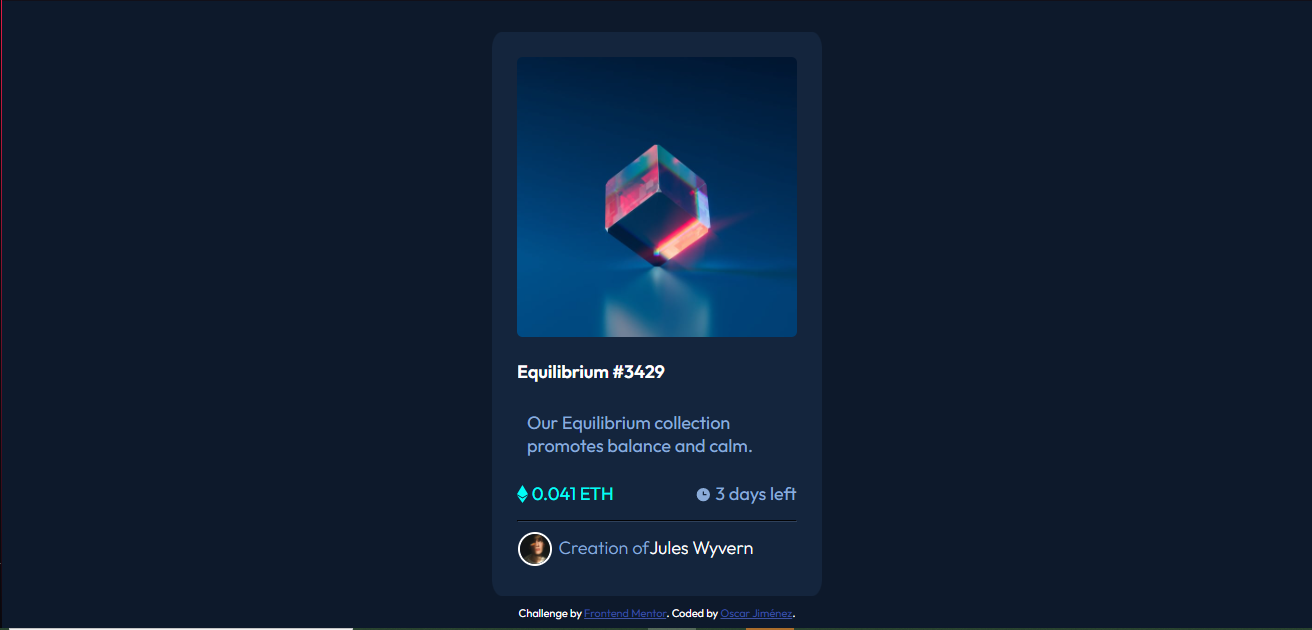 Equilibrium #3429
Our Equilibrium collection
promotes balance and calm.
0.041 ETH
3 days left
Creation ofJules Wyvern
Challenge by Frontend Mentor. Coded by Oscar Jiménez.